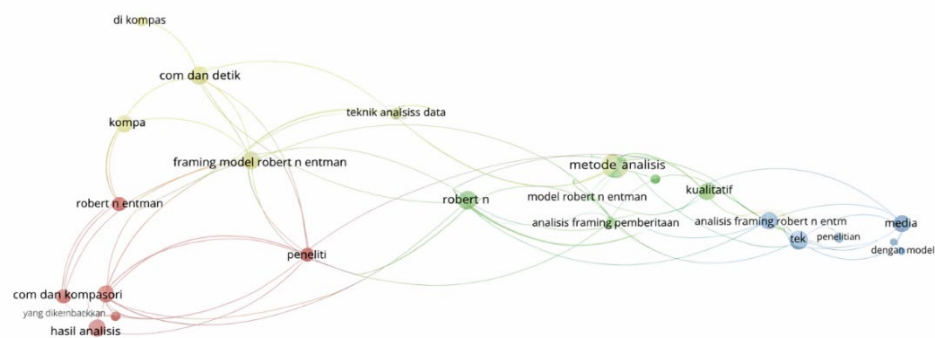 di kompas
com dan detik
teknik analsiss data
kompa
framing model robert n entman
metode analisis
kualitatif
robert n entman
robert n
model robert n entman
analisis framing pemberitaan
analisis framing robert n entm
media
tek
penelitian
dengan model
peneliti
com dan kompasori
yang dikeinbaekkan
hasil analisis